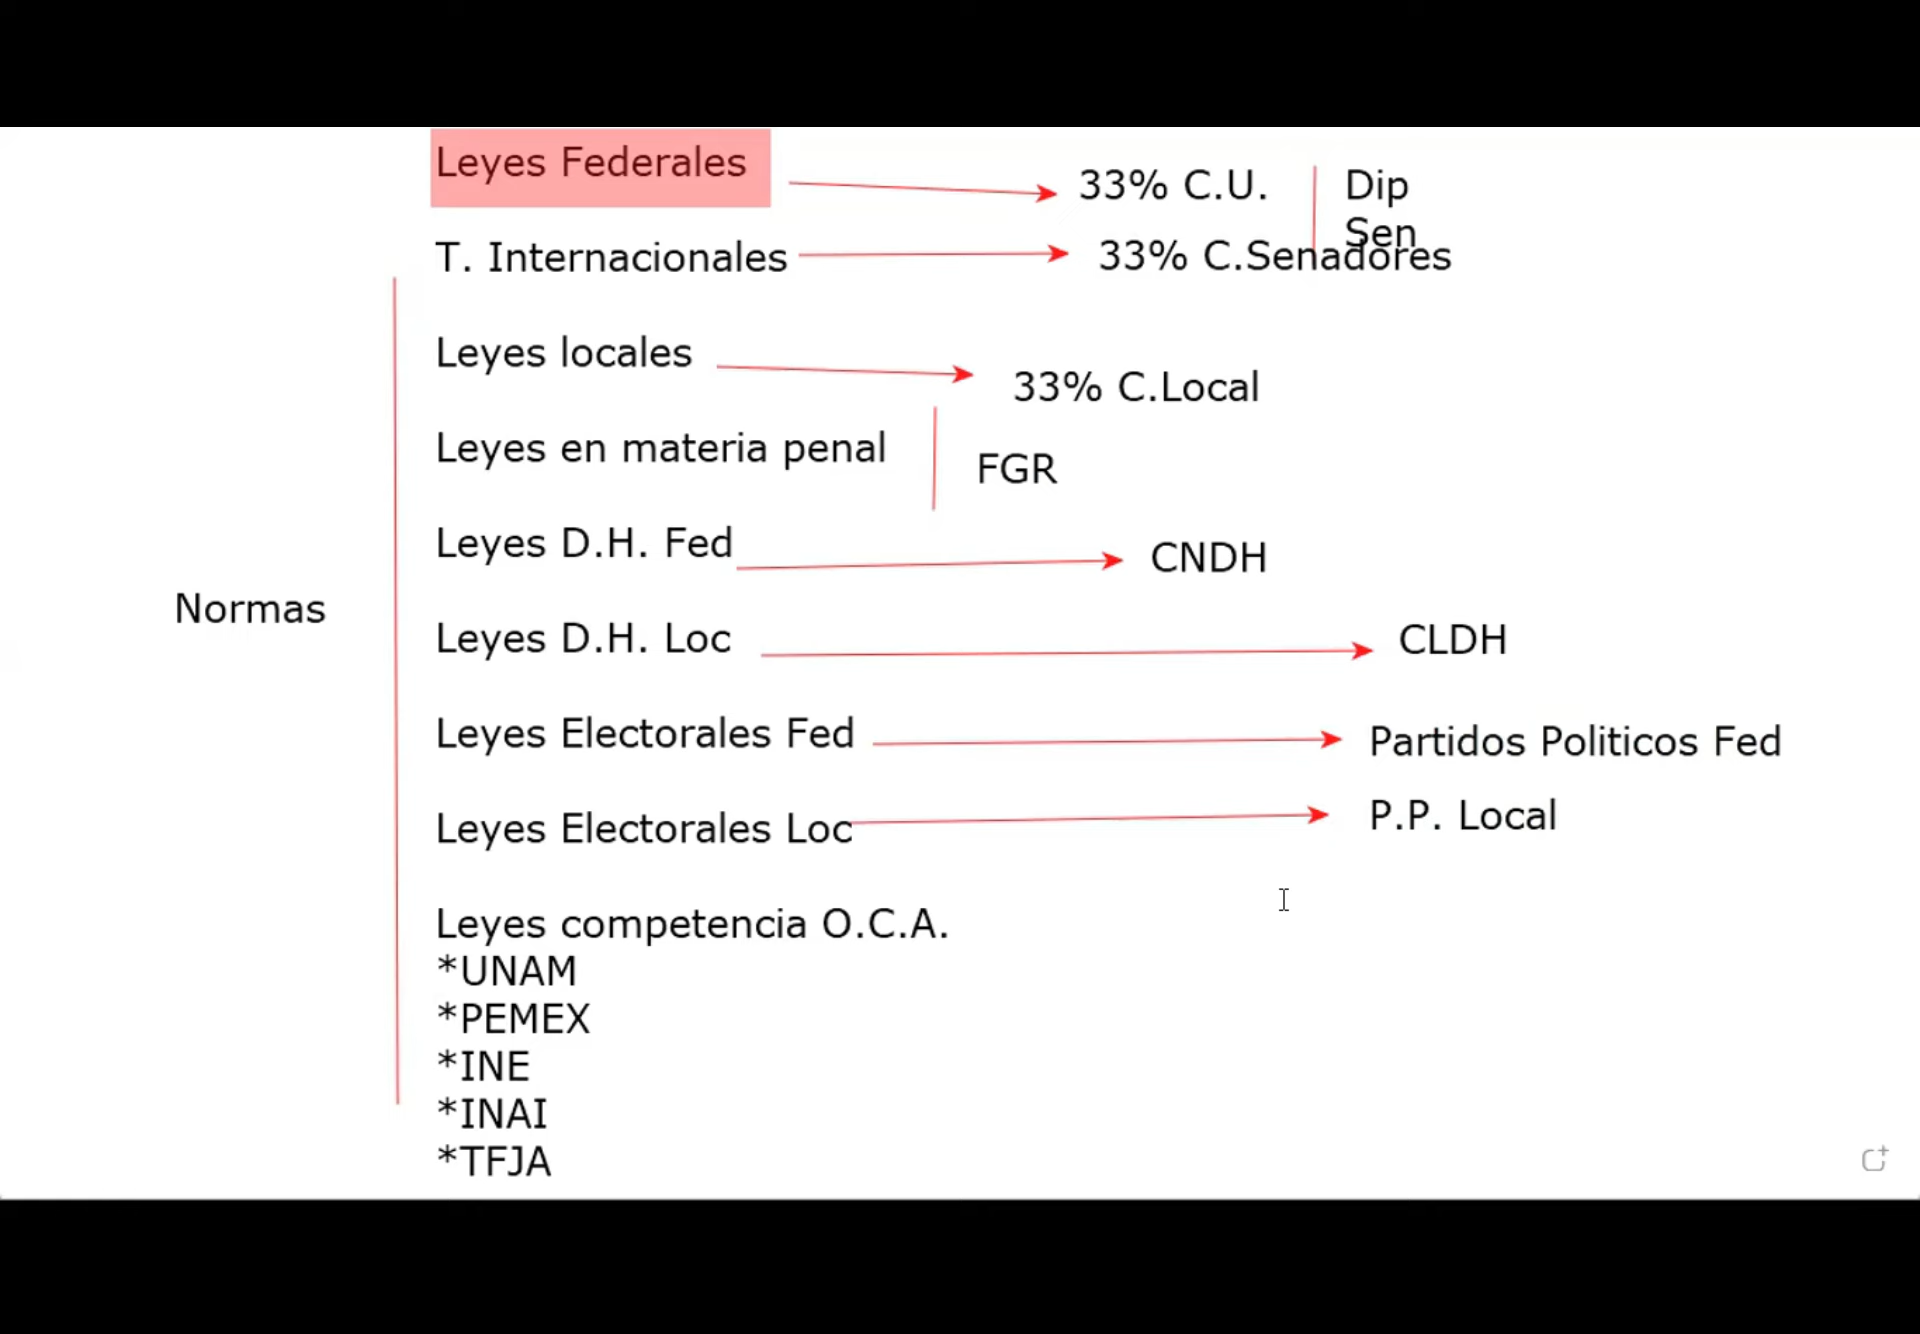 Leyes Federales
33% C.U.
Dip
Sen
T. Internacionales
33% C.Senadores
Leyes locales
33% C.Local
Leyes en materia penal
FGR
Leyes D.H. Fed
CNDH
Normas
Leyes D.H. Loc
CLDH
Leyes Electorales Fed
Partidos Politicos Fed
Leyes Electorales Loc
P.P. Local
Leyes competencia O.C.A.
*UNAM
*PEMEX
*INE
*INAI
*TFJA